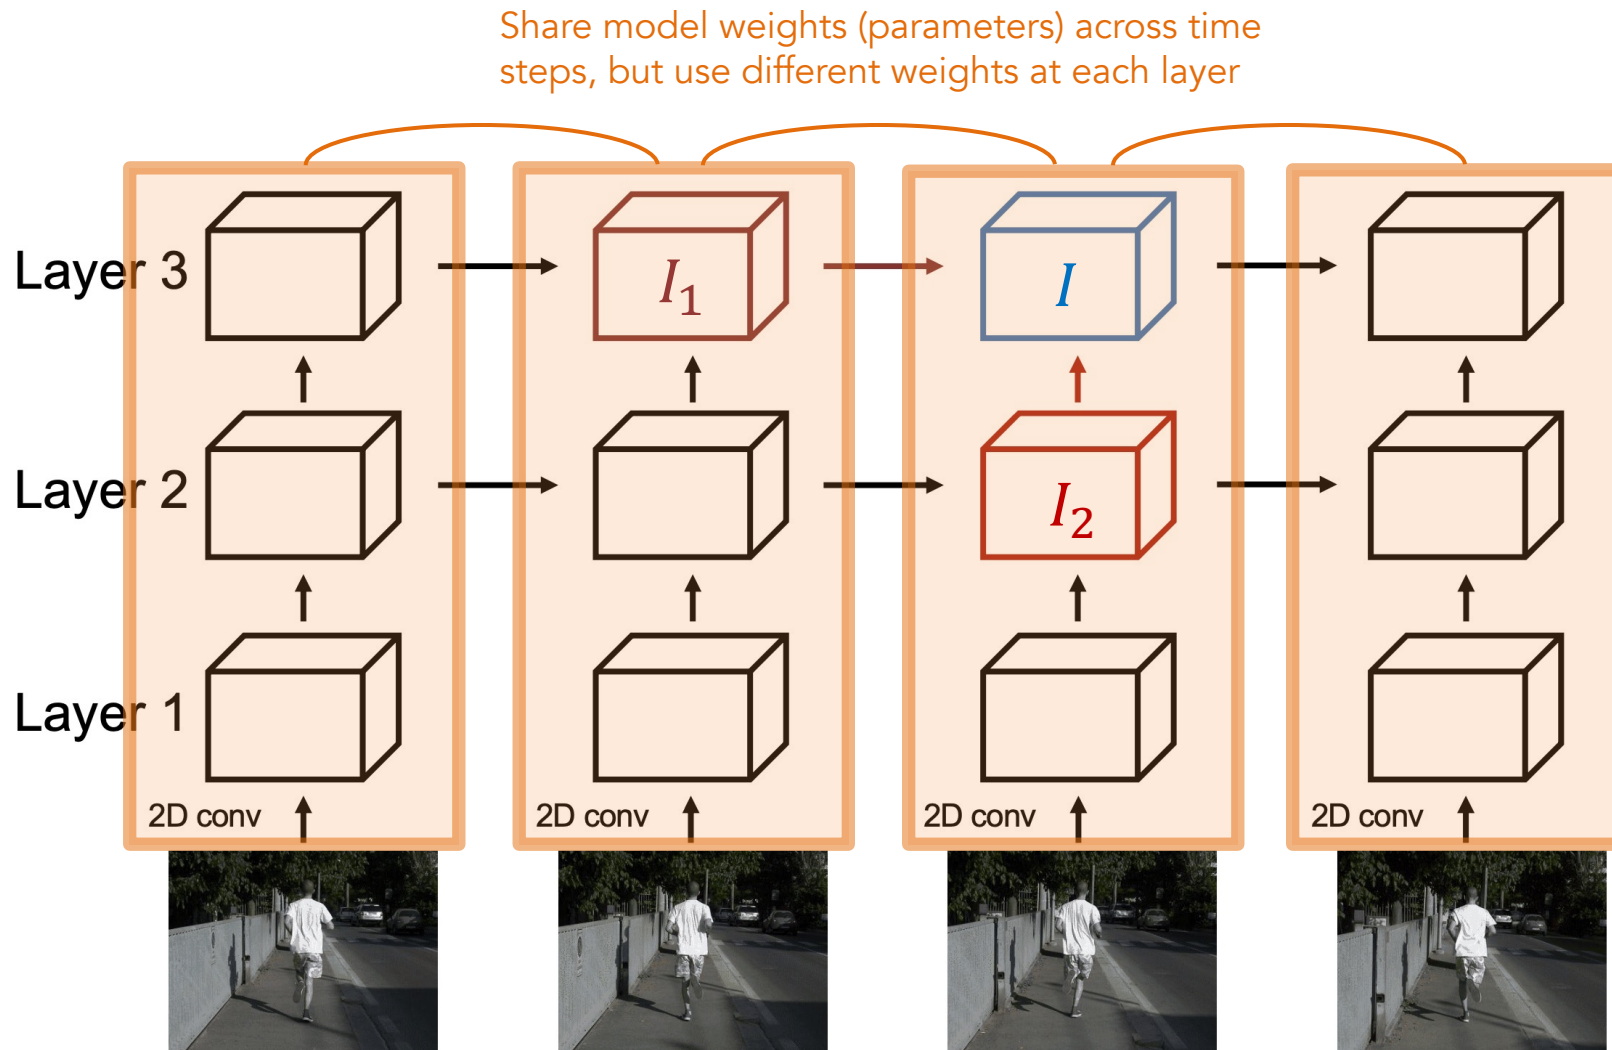 Share model weights (parameters) across time
steps, but use different weights at each layer
Layer 3
I₁
I
Layer 2
I₂
Layer 1
2D conv
2D conv
2D conv
2D conv